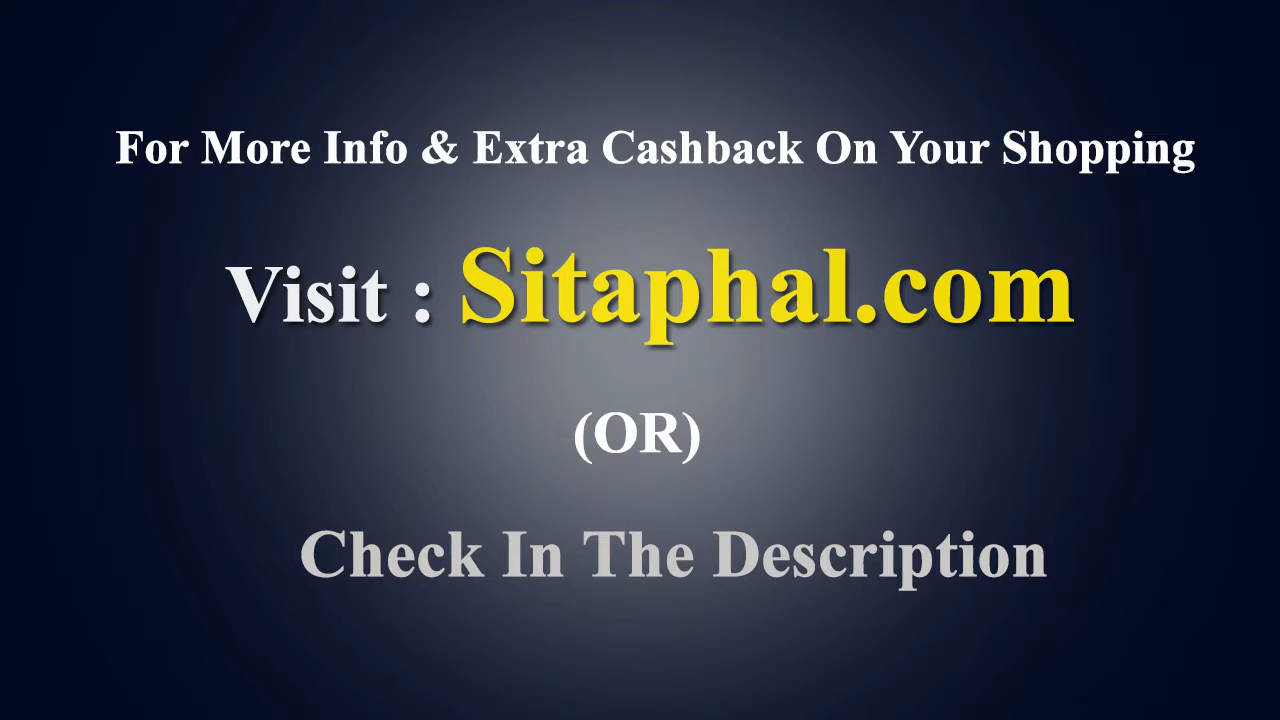 For More Info & Extra Cashback On Your Shopping
Visit : Sitaphal.com
(OR)
Check In The Description